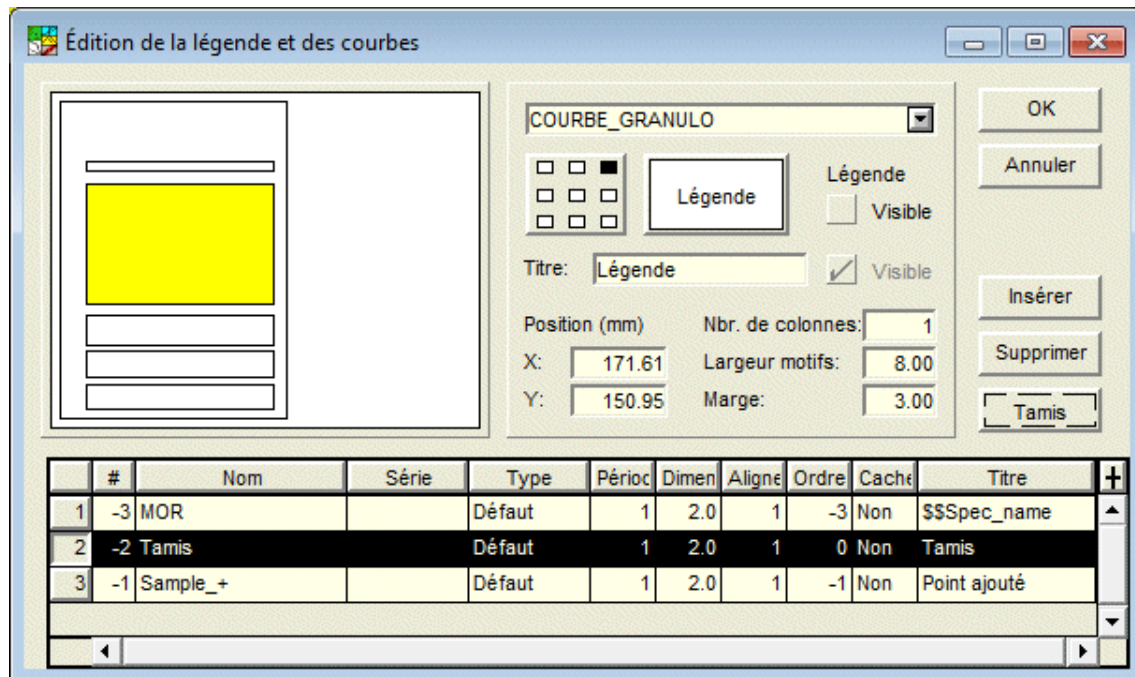 Édition de la légende et des courbes
COURBE_GRANULO
OK
Annuler
Légende
Légende
Visible
Titre: Légende Visible
Insérer
Position (mm) Nbr. de colonnes: 1
X: 171.61 Largeur motifs: 8.00
Supprimer
Y: 150.95 Marge: 3.00
Tamis
# Nom Série Type Périod Dimen Aligne Ordre Cache Titre +
1 -3 MOR Défaut 1 2.0 1 -3 Non $$Spec_name
2 -2 Tamis Défaut 1 2.0 1 0 Non Tamis
3 -1 Sample_+ Défaut 1 2.0 1 -1 Non Point ajouté